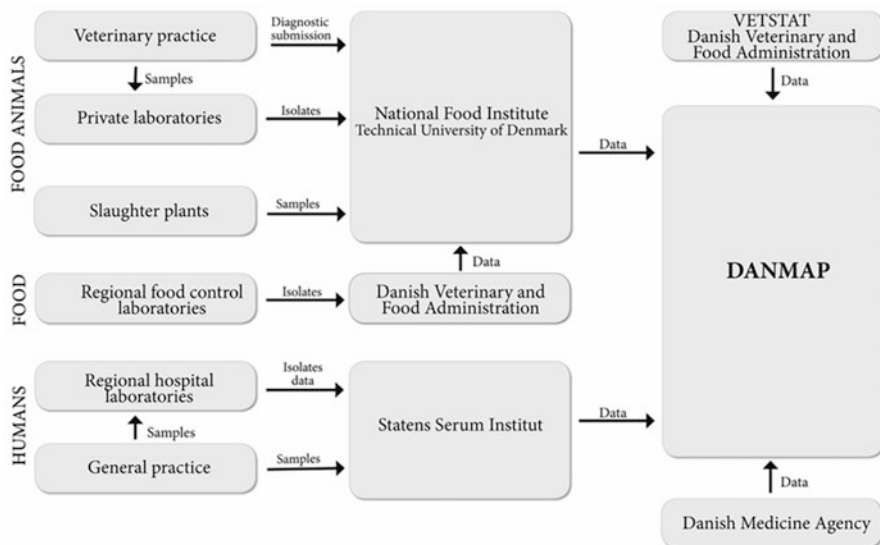 FOOD ANIMALS
Veterinary practice
Diagnostic
submission
Samples
Private laboratories
Isolates
Slaughter plants
Samples
National Food Institute
Technical University of Denmark
Data
VETSTAT
Danish Veterinary and
Food Administration
Data
DANMAP
FOOD
Regional food control
laboratories
Isolates
Data
Danish Veterinary and
Food Administration
HUMANS
Regional hospital
laboratories
Isolates
data
Samples
General practice
Samples
Statens Serum Institut
Data
Data
Danish Medicine Agency